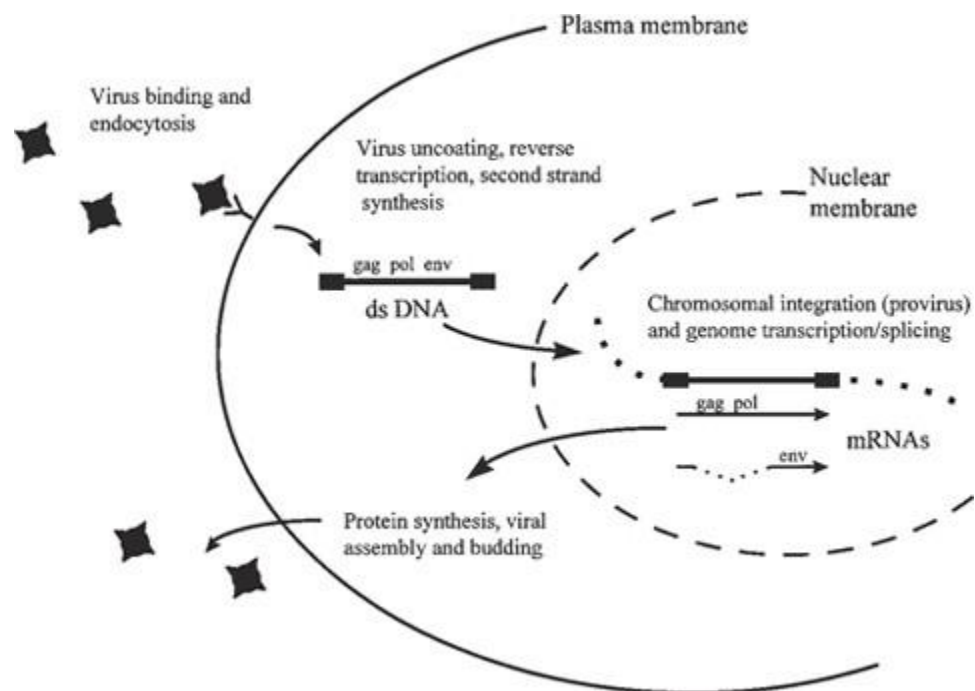 Plasma membrane
Virus binding and
endocytosis
Virus uncoating, reverse
transcription, second strand
synthesis
Nuclear
membrane
gag pol env
ds DNA
Chromosomal integration (provirus)
and genome transcription/splicing
gag pol
mRNAs
env
Protein synthesis, viral
assembly and budding